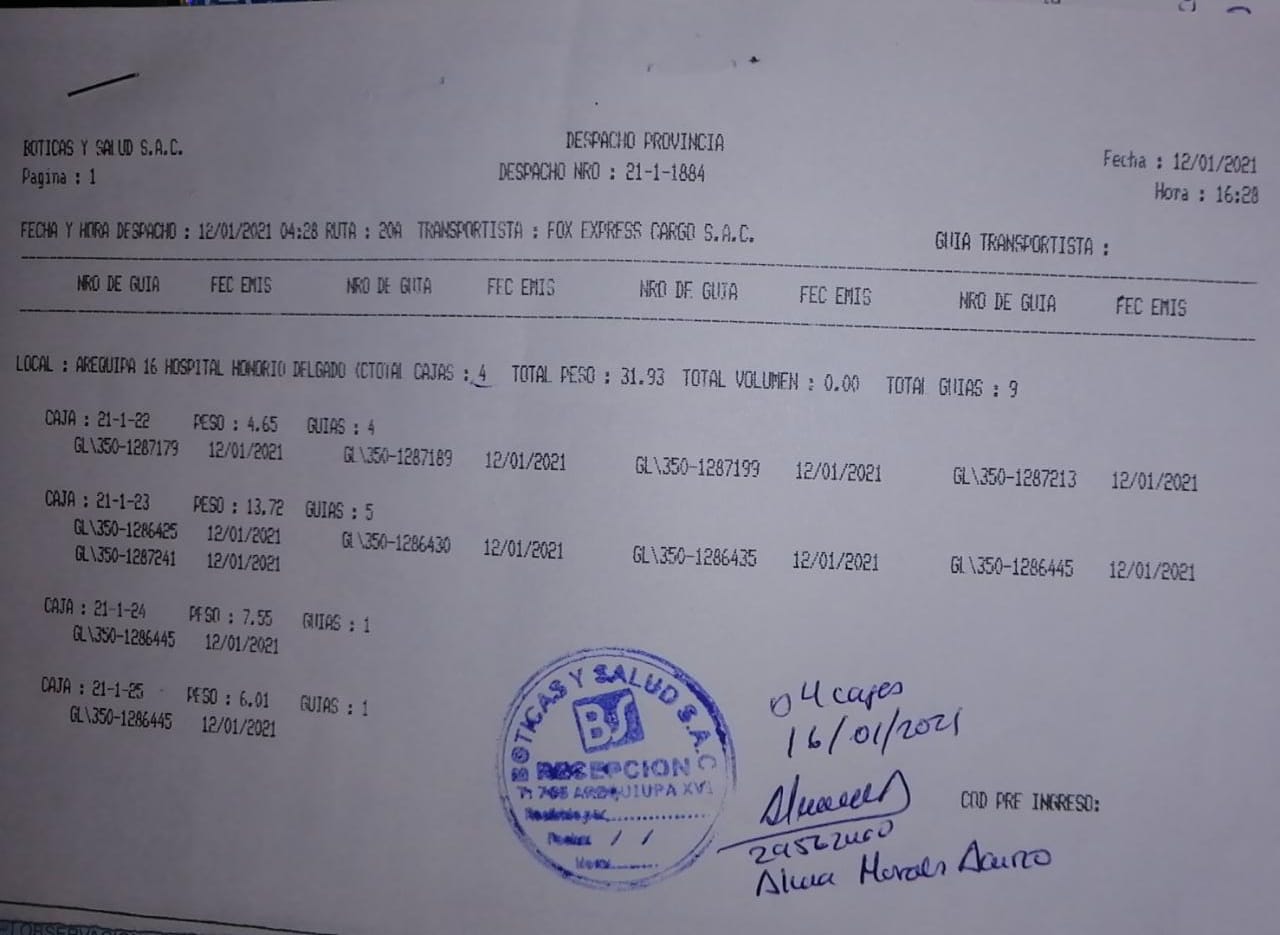 BOTICAS Y SALUD S.A.C.
DESPACHO PROVINCIA
Fecha : 12/01/2021
Pagina : 1
DESPACHO NRO : 21-1-1884
Hora : 16:28
FECHA Y HORA DESPACHO : 12/01/2021 04:28 RUTA : 20A TRANSPORTISTA : FOX EXPRESS CARGO S.A.C. GUIA TRANSPORTISTA :
NRO DE GUIA FEC EMIS NRO DE GUIA FEC EMIS NRO DE GUIA FEC EMIS NRO DE GUIA FEC EMIS
LOCAL : AREQUIPA 16 HOSPITAL HONORIO DELGADO (CTOTAL CAJAS : 4 TOTAL PESO : 31.93 TOTAL VOLUMEN : 0.00 TOTAL GUIAS : 9
CAJA : 21-1-22 PESO : 4.65 GUIAS : 4
GL\350-1287179 12/01/2021 GL\350-1287189 12/01/2021 GL\350-1287199 12/01/2021 GL\350-1287213 12/01/2021
CAJA : 21-1-23 PESO : 13.72 GUIAS : 5
GL\350-1286425 12/01/2021 GL\350-1286430 12/01/2021 GL\350-1286435 12/01/2021 GL\350-1286445 12/01/2021
GL\350-1287241 12/01/2021
CAJA : 21-1-24 PESO : 7.55 GUIAS : 1
GL\350-1286445 12/01/2021
CAJA : 21-1-25 PESO : 6.01 GUIAS : 1
GL\350-1286445 12/01/2021
BOTICAS Y SALUD S.A.C
BS
RECEPCION
04 cajas
16/01/2021
COD PRE INGRESO: